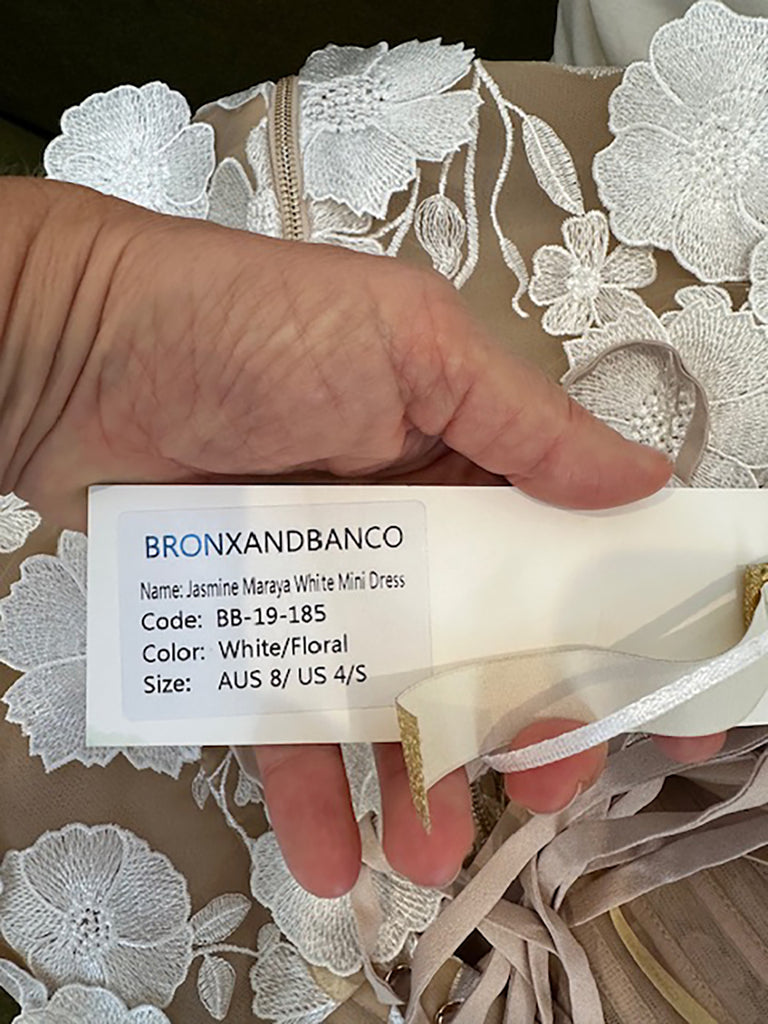 BRONXANDBANCO
Name: Jasmine Maraya White Mini Dress
Code: BB-19-185
Color: White/Floral
Size: AUS 8/ US 4/S